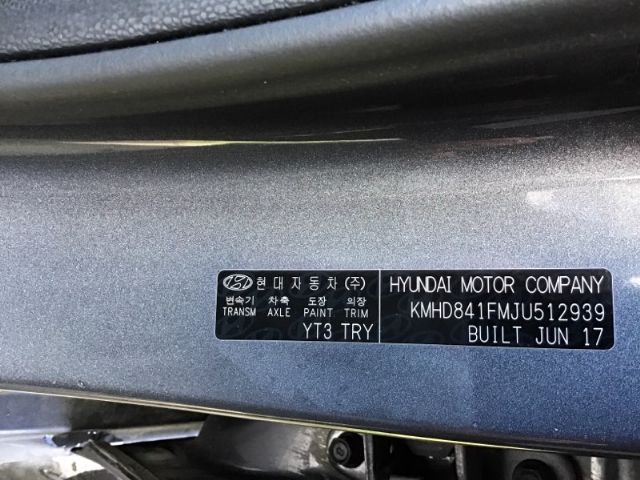 현대자동차(주)
변속기 차축 도장 의장
TRANSM AXLE PAINT TRIM
YT3 TRY
HYUNDAI MOTOR COMPANY
KMHD841FMJU512939
BUILT JUN 17